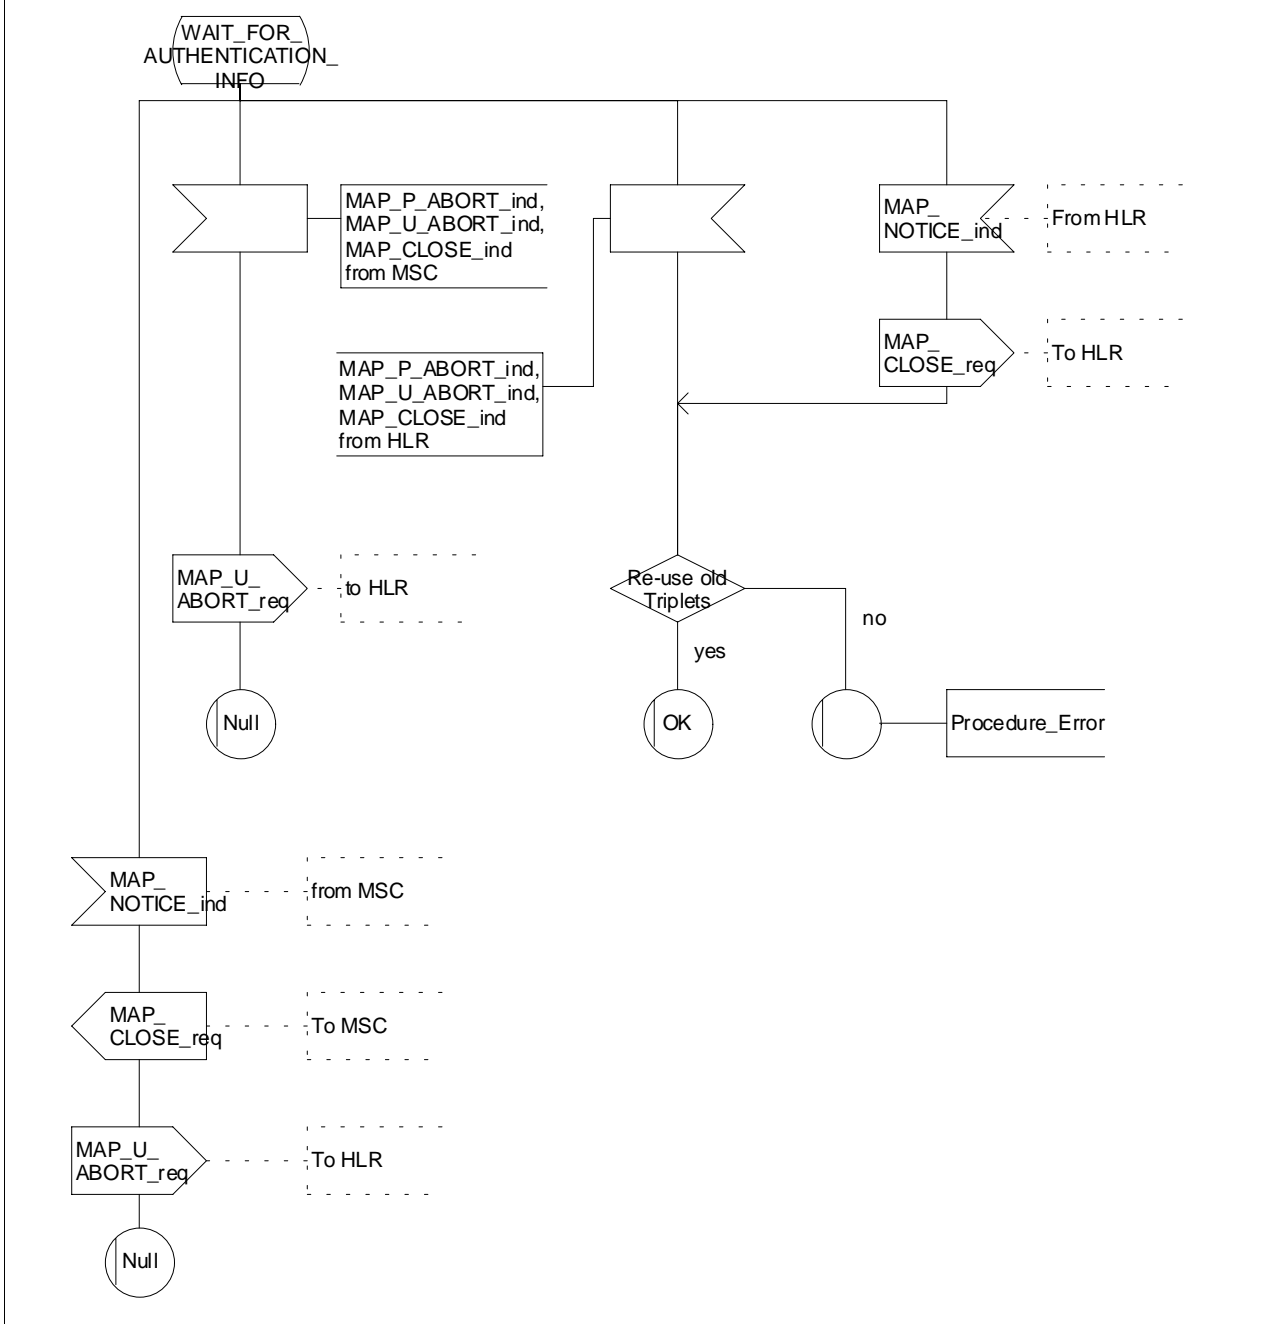 WAIT_FOR_
AUTHENTICATION_
INFO
MAP_P_ABORT_ind,
MAP_U_ABORT_ind,
MAP_CLOSE_ind
from MSC
MAP_
NOTICE_ind
From HLR
MAP_P_ABORT_ind,
MAP_U_ABORT_ind,
MAP_CLOSE_ind
from HLR
MAP_
CLOSE_req
To HLR
MAP_U_
ABORT_req
to HLR
Re-use old
Triplets
no
yes
Null
OK
Procedure_Error
MAP_
NOTICE_ind
from MSC
MAP_
CLOSE_req
To MSC
MAP_U_
ABORT_req
To HLR
Null